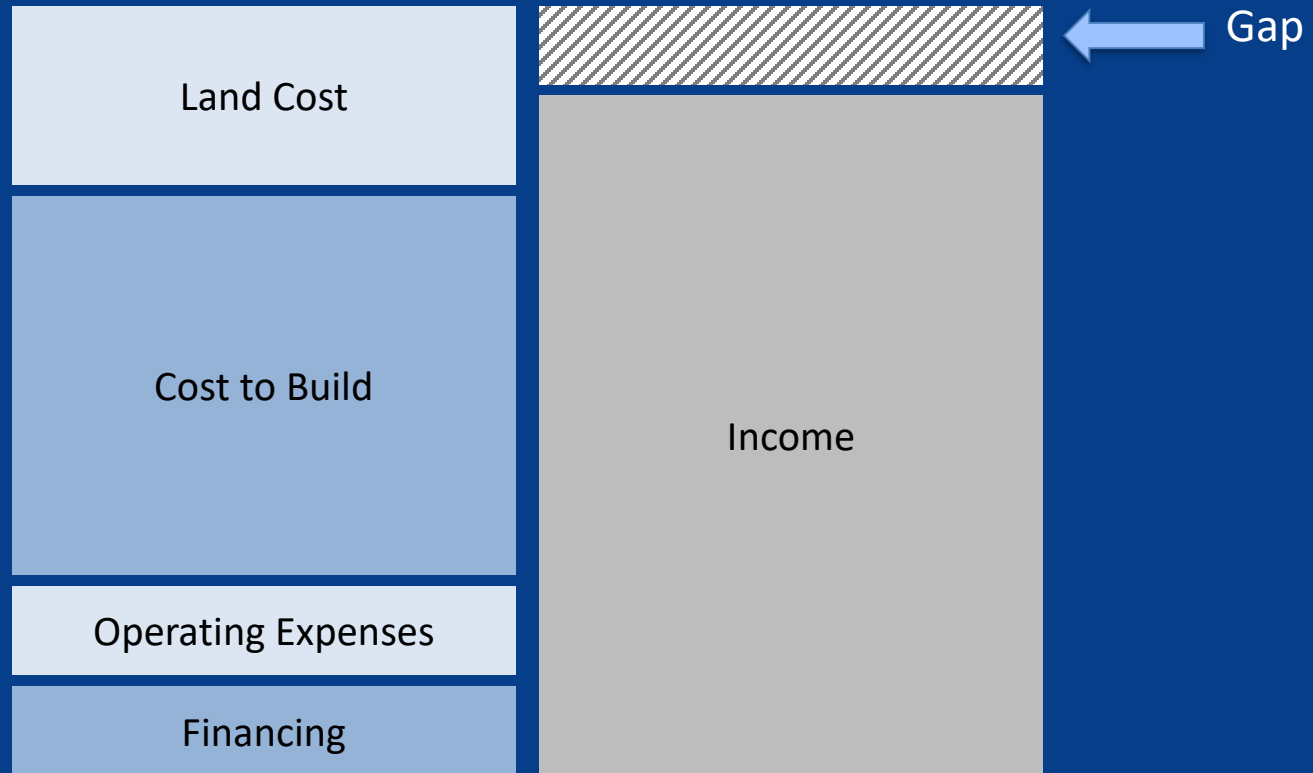 Land Cost
Cost to Build
Operating Expenses
Financing
Income
Gap